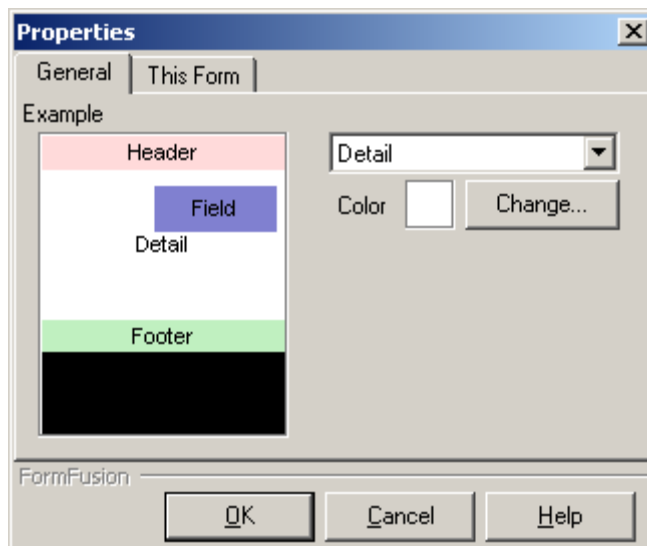 Properties
General
This Form
Example
Header
Detail
Field
Color
Change...
Detail
Footer
FormFusion
OK
Cancel
Help